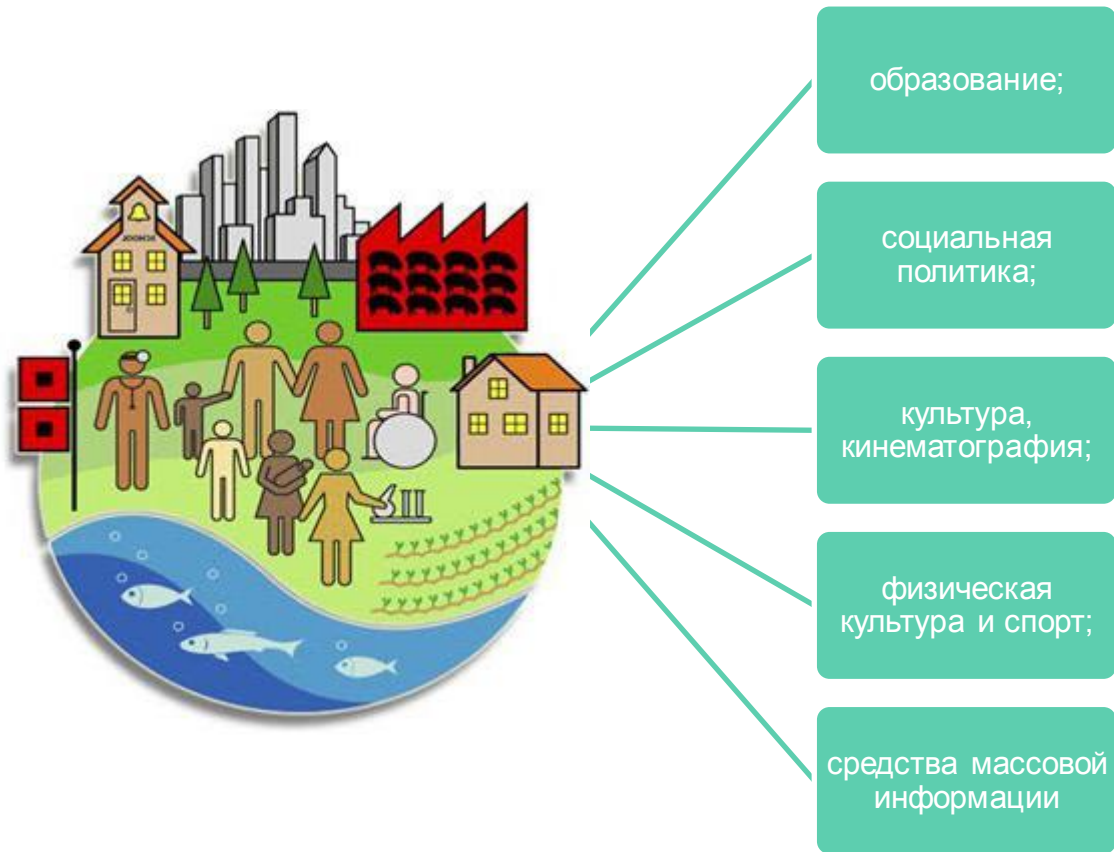 образование;
социальная
политика;
культура,
кинематография;
физическая
культура и спорт;
средства массовой
информации